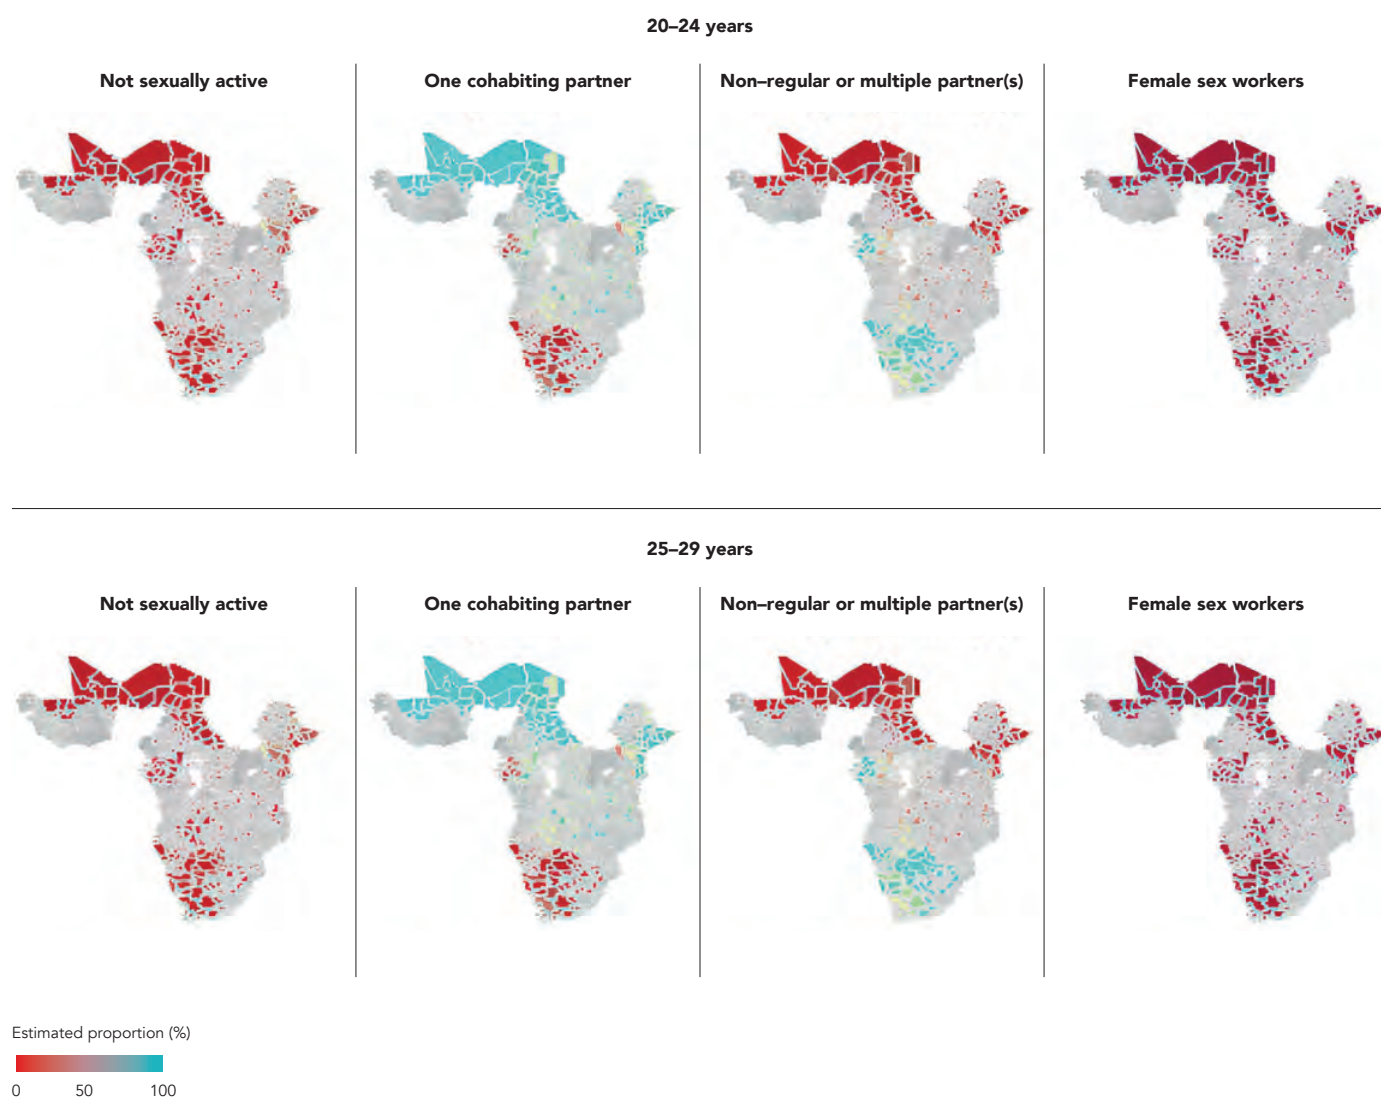 20–24 years
Not sexually active
One cohabiting partner
Non–regular or multiple partner(s)
Female sex workers
25–29 years
Not sexually active
One cohabiting partner
Non–regular or multiple partner(s)
Female sex workers
Estimated proportion (%)
0 50 100